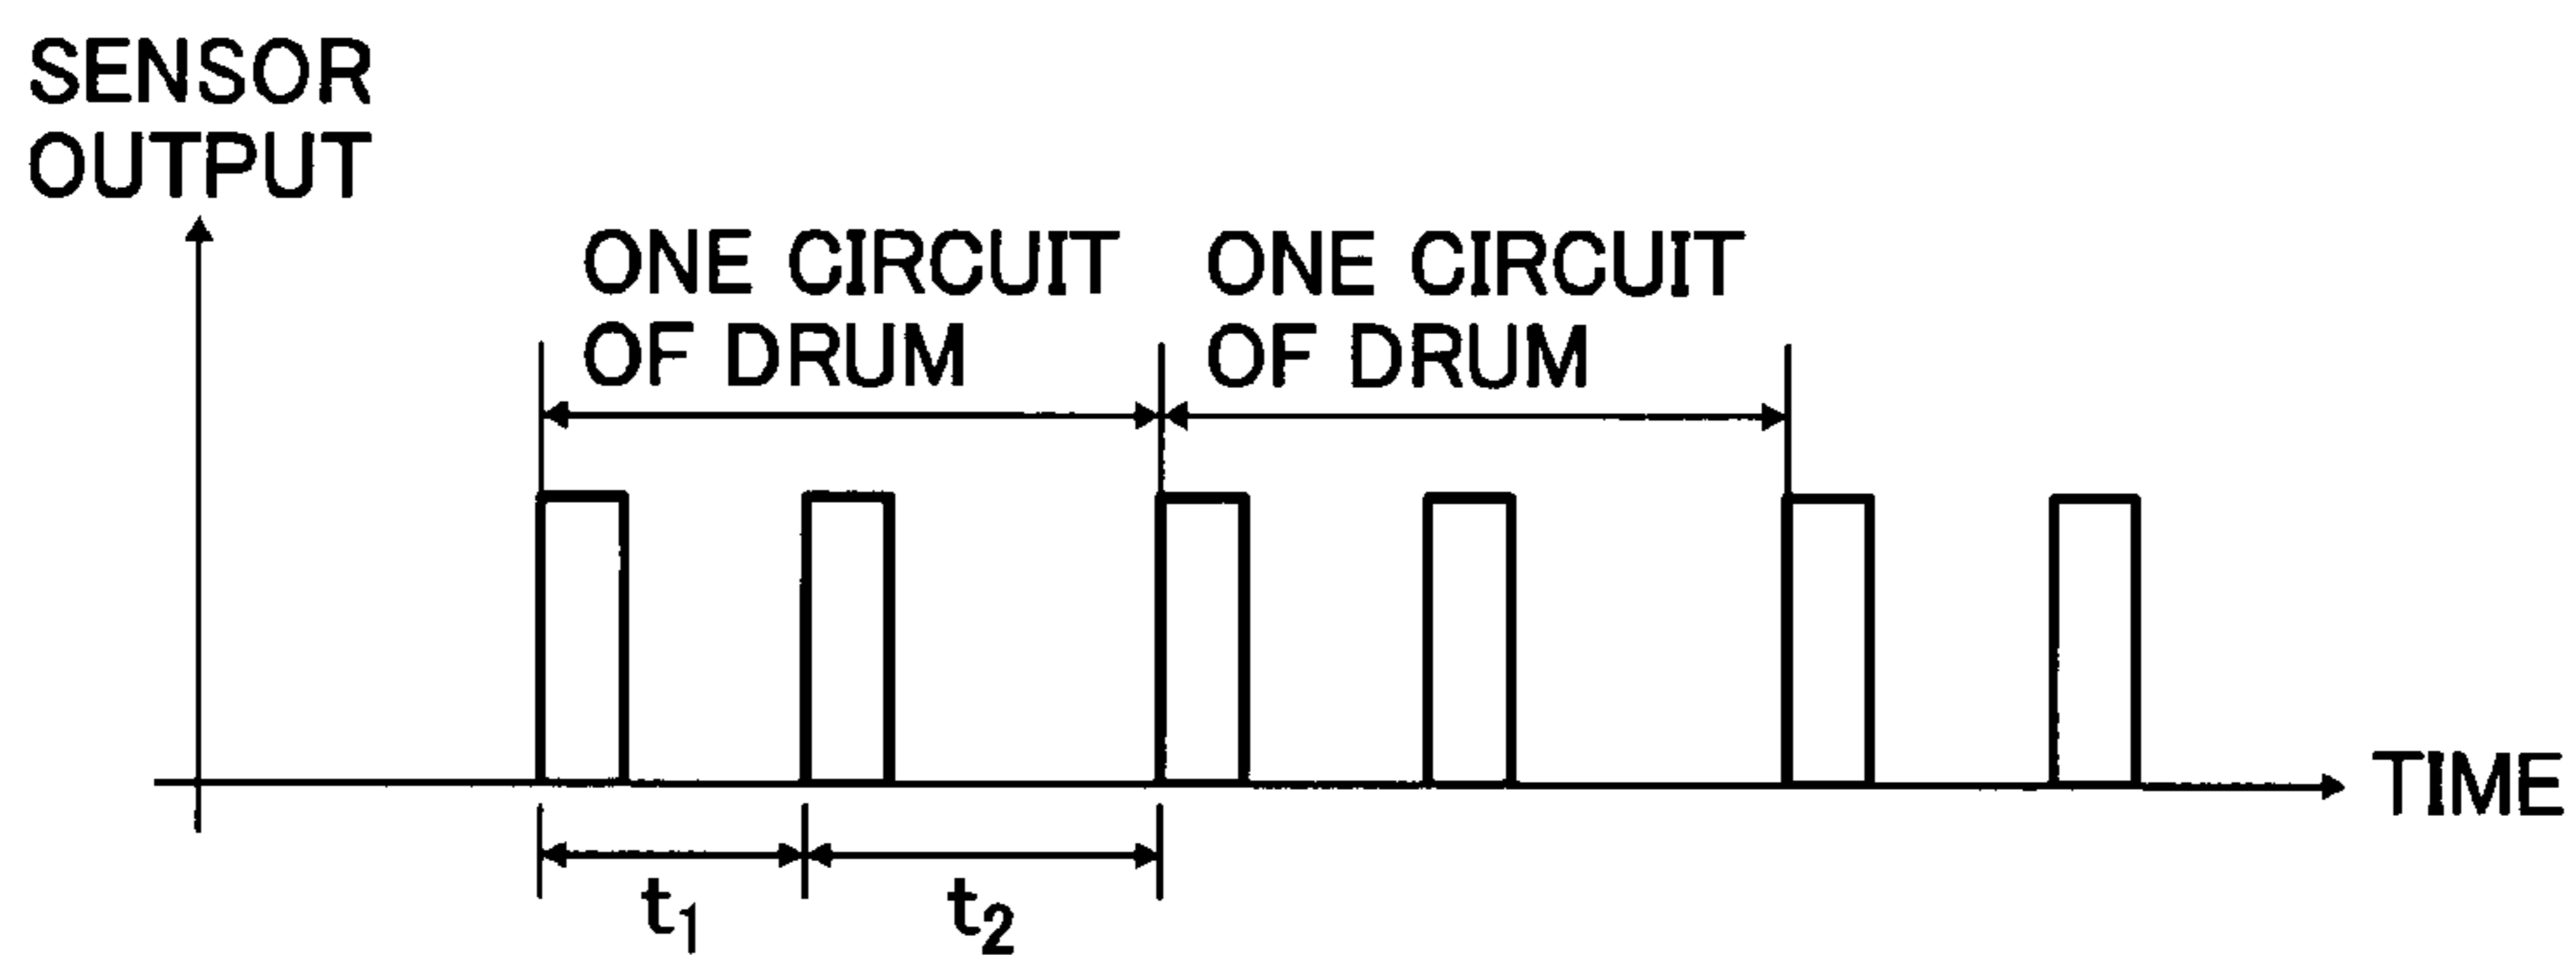 SENSOR
OUTPUT
ONE CIRCUIT
OF DRUM
ONE CIRCUIT
OF DRUM
TIME
t₁
t₂